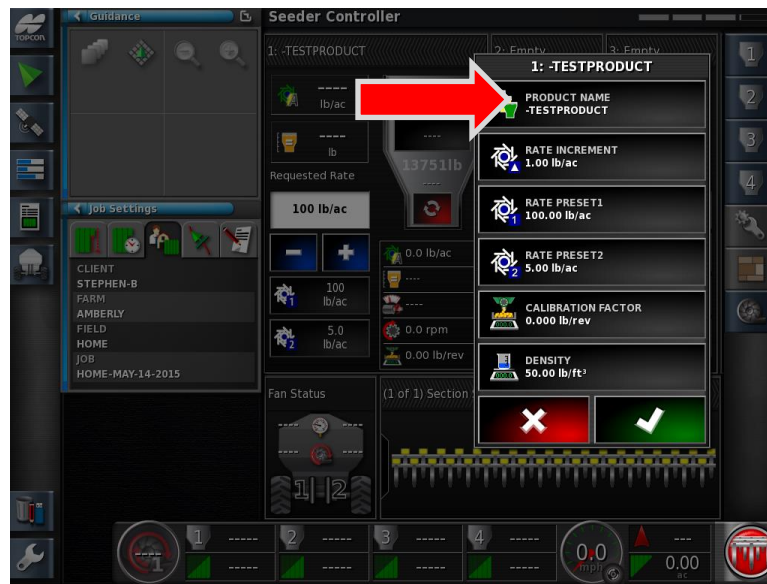 TOPCON
Guidance
Seeder Controller
1: -TESTPRODUCT
2: Empty
3: Empty
----
lb/ac
----
lb
Requested Rate
100 lb/ac
1
100
lb/ac
2
5.0
lb/ac
----
13751lb
----
0.0 lb/ac
----
----
0.0 rpm
0.00 lb/rev
1: -TESTPRODUCT
PRODUCT NAME
-TESTPRODUCT
RATE INCREMENT
1.00 lb/ac
1
RATE PRESET1
100.00 lb/ac
2
RATE PRESET2
5.00 lb/ac
CALIBRATION FACTOR
0.000 lb/rev
DENSITY
50.00 lb/ft³
1
2
3
4
Job Settings
CLIENT
STEPHEN-B
FARM
AMBERLY
FIELD
HOME
JOB
HOME-MAY-14-2015
Fan Status
---- ----
---- ----
1 2
(1 of 1) Section
----
1
1 -----
-----
2 -----
-----
3 -----
-----
4 -----
-----
0.0
mph
---
0.00
ac